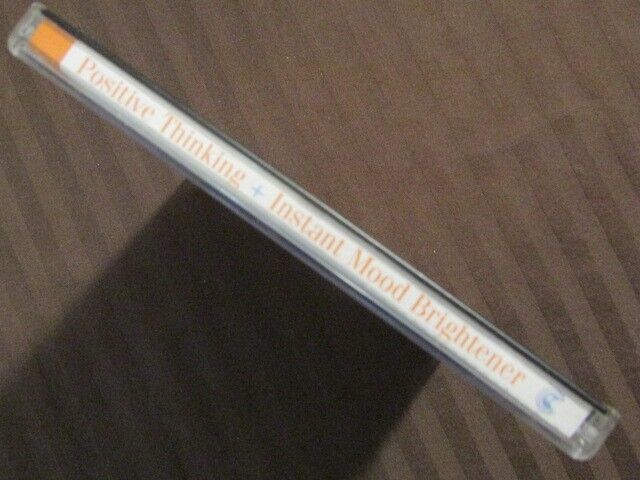 Positive Thinking + Instant Mood Brightener